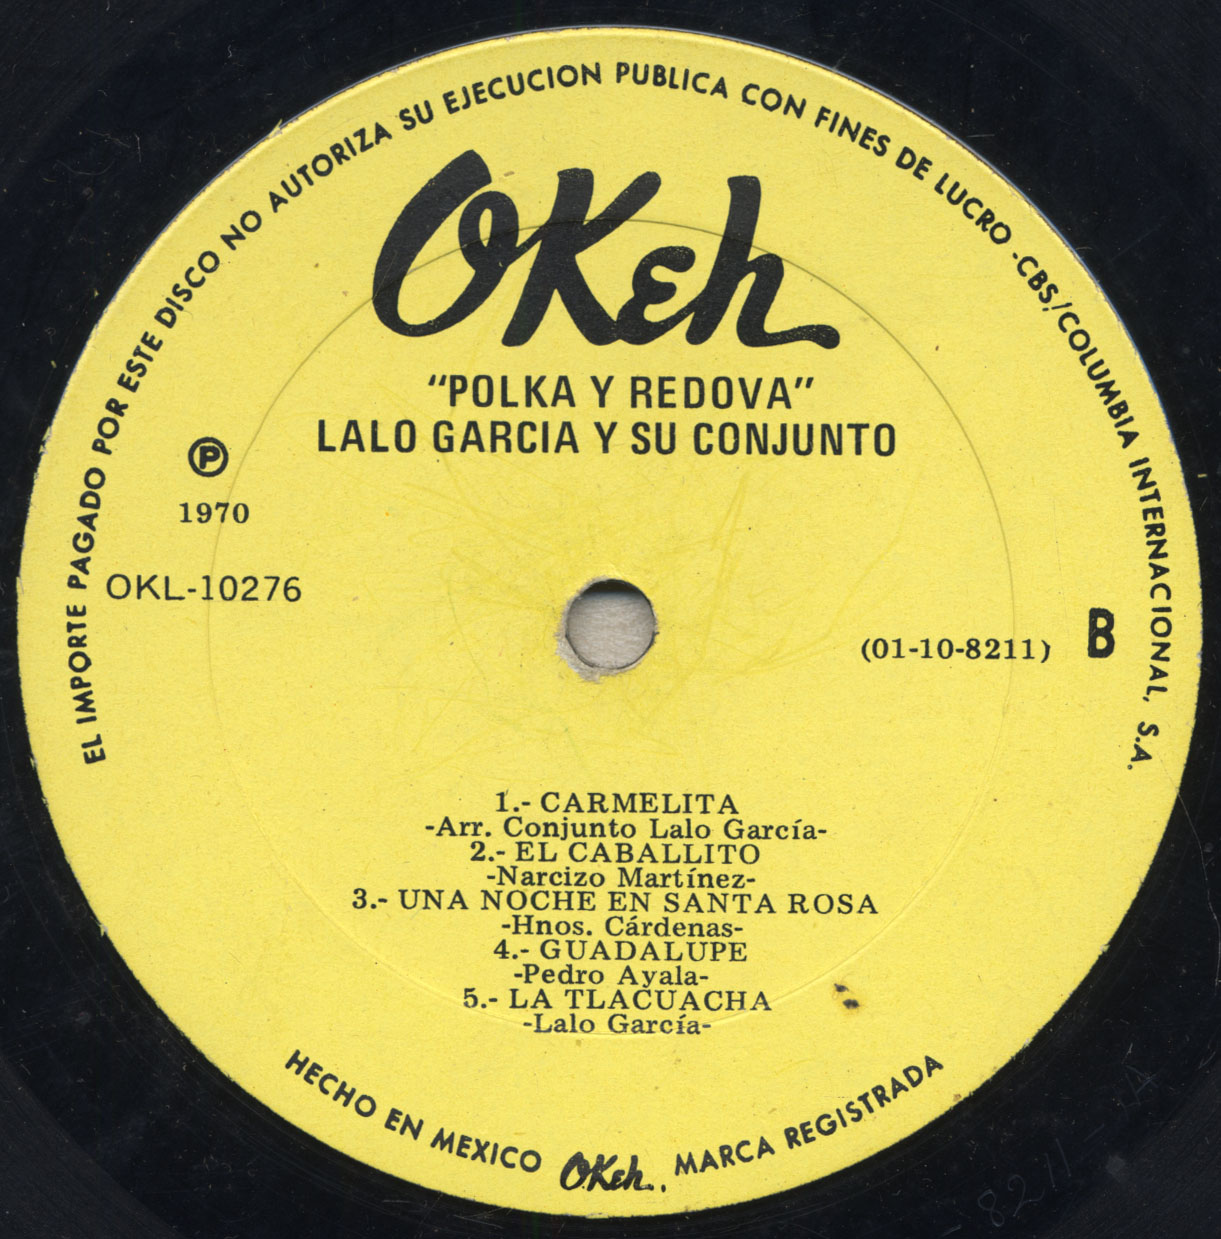 EL IMPORTE PAGADO POR ESTE DISCO NO AUTORIZA SU EJECUCION PUBLICA CON FINES DE LUCRO -CBS/COLUMBIA INTERNACIONAL, S.A.
OKeh
"POLKA Y REDOVA"
LALO GARCIA Y SU CONJUNTO
Ⓟ
1970
OKL-10276
(01-10-8211)
B
1.- CARMELITA
-Arr. Conjunto Lalo García-
2.- EL CABALLITO
-Narcizo Martínez-
3.- UNA NOCHE EN SANTA ROSA
-Hnos. Cárdenas-
4.- GUADALUPE
-Pedro Ayala-
5.- LA TLACUACHA
-Lalo García-
HECHO EN MEXICO OKeh. MARCA REGISTRADA